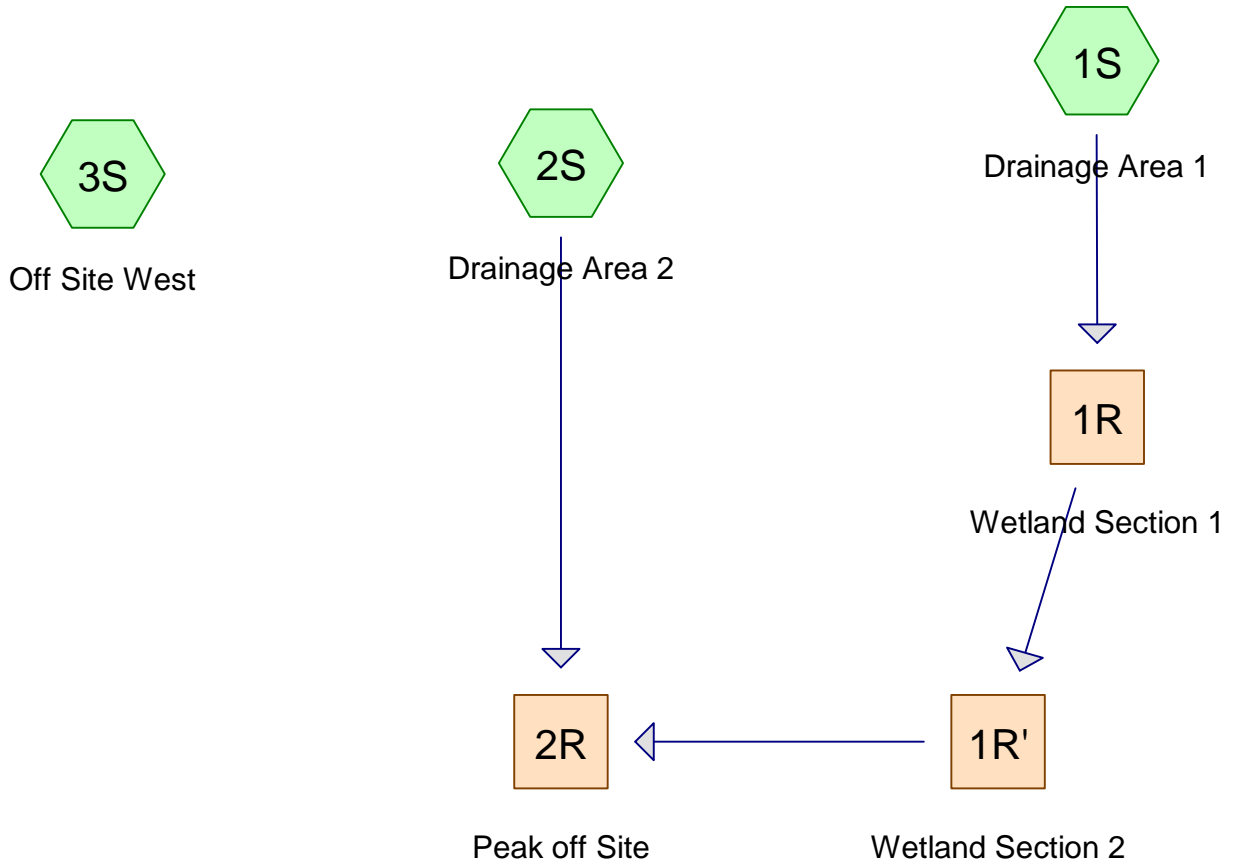 1S
Drainage Area 1
2S
Drainage Area 2
3S
Off Site West
1R
Wetland Section 1
2R
Peak off Site
1R'
Wetland Section 2